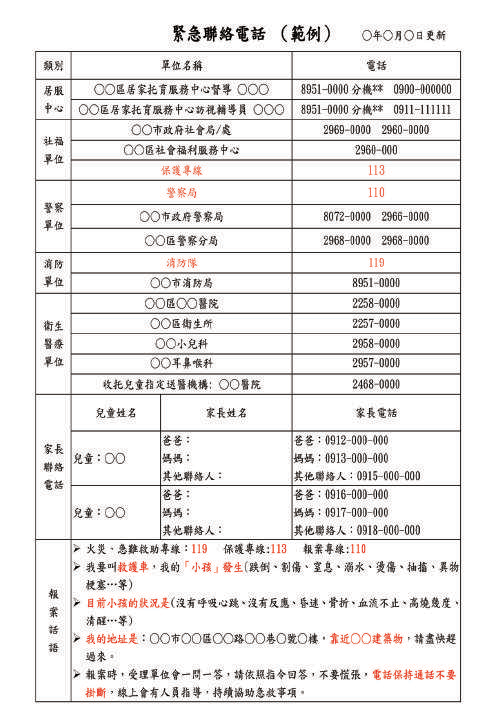 緊急聯絡電話 （範例） ○年○月○日更新
類別 單位名稱 電話
居服中心 ○○區居家托育服務中心督導 ○○○ 8951-0000 分機** 0900-000000
○○區居家托育服務中心訪視輔導員 ○○○ 8951-0000 分機** 0911-111111
社福單位 ○○市政府社會局/處 2969-0000 2960-0000
○○區社會福利服務中心 2960-000
保護專線 113
警察單位 警察局 110
○○市政府警察局 8072-0000 2966-0000
○○區警察分局 2968-0000 2968-0000
消防單位 消防隊 119
○○市消防局 8951-0000
衛生醫療單位 ○○區○○醫院 2258-0000
○○區衛生所 2257-0000
○○小兒科 2958-0000
○○耳鼻喉科 2957-0000
收托兒童指定送醫機構: ○○醫院 2468-0000
家長聯絡電話 兒童姓名 家長姓名 家長電話
兒童：○○ 爸爸： 爸爸：0912-000-000
媽媽： 媽媽：0913-000-000
其他聯絡人： 其他聯絡人：0915-000-000
兒童：○○ 爸爸： 爸爸：0916-000-000
媽媽： 媽媽：0917-000-000
其他聯絡人： 其他聯絡人：0918-000-000
報案話語 ➢ 火災、急難救助專線：119 保護專線:113 報案專線:110
➢ 我要叫救護車，我的「小孩」發生(跌倒、割傷、窒息、溺水、燙傷、抽搐、異物
梗塞…等)
➢ 目前小孩的狀況是(沒有呼吸心跳、沒有反應、昏迷、骨折、血流不止、高燒幾度、
清醒…等)
➢ 我的地址是：○○市○○區○○路○○巷○號○樓，靠近○○建築物，請盡快趕
過來。
➢ 報案時，受理單位會一問一答，請依照指令回答，不要慌張，電話保持通話不要
掛斷，線上會有人員指導，持續協助急救事項。